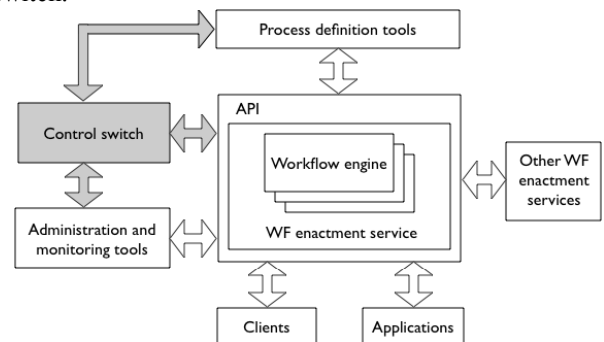 Process definition tools
API
Control switch
Workflow engine
Other WF
enactment
services
WF enactment service
Administration and
monitoring tools
Clients
Applications